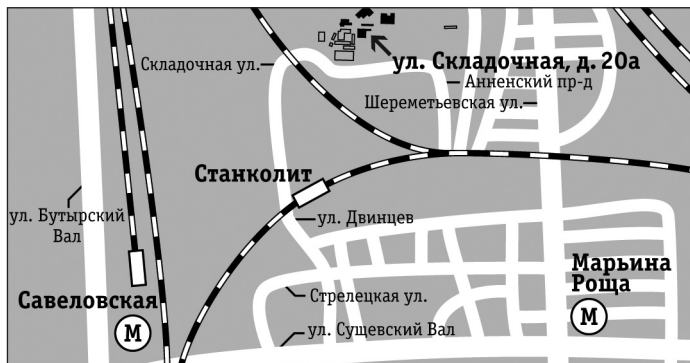 Складочная ул.
ул. Складочная, д. 20а
Анненский пр-д
Шереметьевская ул.
Станколит
ул. Бутырский
Вал
ул. Двинцев
Савеловская
М
Стрелецкая ул.
ул. Сущевский Вал
Марьина
Роща
М